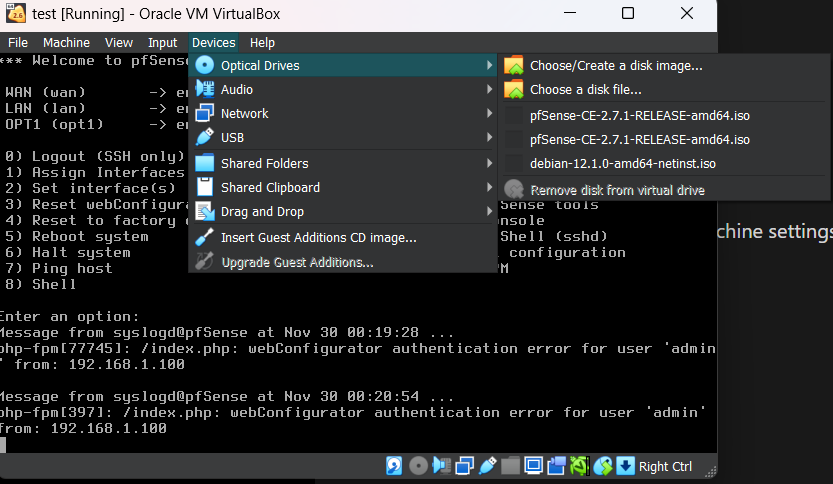 2.6
test [Running] - Oracle VM VirtualBox
File Machine View Input Devices Help
*** Welcome to pfSens
WAN (wan) -> e
LAN (lan) -> e
OPT1 (opt1) -> e
0) Logout (SSH only)
1) Assign Interfaces
2) Set interface(s)
3) Reset webConfigura Sense tools
4) Reset to factory nsole
5) Reboot system Shell (sshd)
6) Halt system configuration
7) Ping host M
8) Shell
Optical Drives
Audio
Network
USB
Shared Folders
Shared Clipboard
Drag and Drop
Insert Guest Additions CD image...
Upgrade Guest Additions...
Choose/Create a disk image...
Choose a disk file...
pfSense-CE-2.7.1-RELEASE-amd64.iso
pfSense-CE-2.7.1-RELEASE-amd64.iso
debian-12.1.0-amd64-netinst.iso
Remove disk from virtual drive
chine settings
Enter an option:
Message from syslogd@pfSense at Nov 30 00:19:28 ...
php-fpm[77745]: /index.php: webConfigurator authentication error for user 'admin
' from: 192.168.1.100
Message from syslogd@pfSense at Nov 30 00:20:54 ...
php-fpm[397]: /index.php: webConfigurator authentication error for user 'admin'
from: 192.168.1.100
Right Ctrl